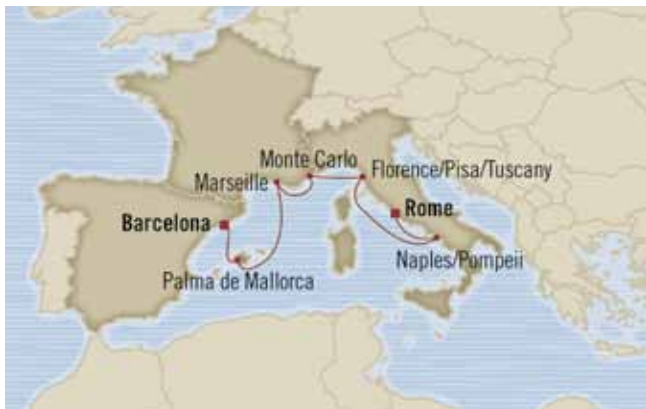 Monte Carlo
Florence/Pisa/Tuscany
Marseille
Rome
Barcelona
Naples/Pompeii
Palma de Mallorca